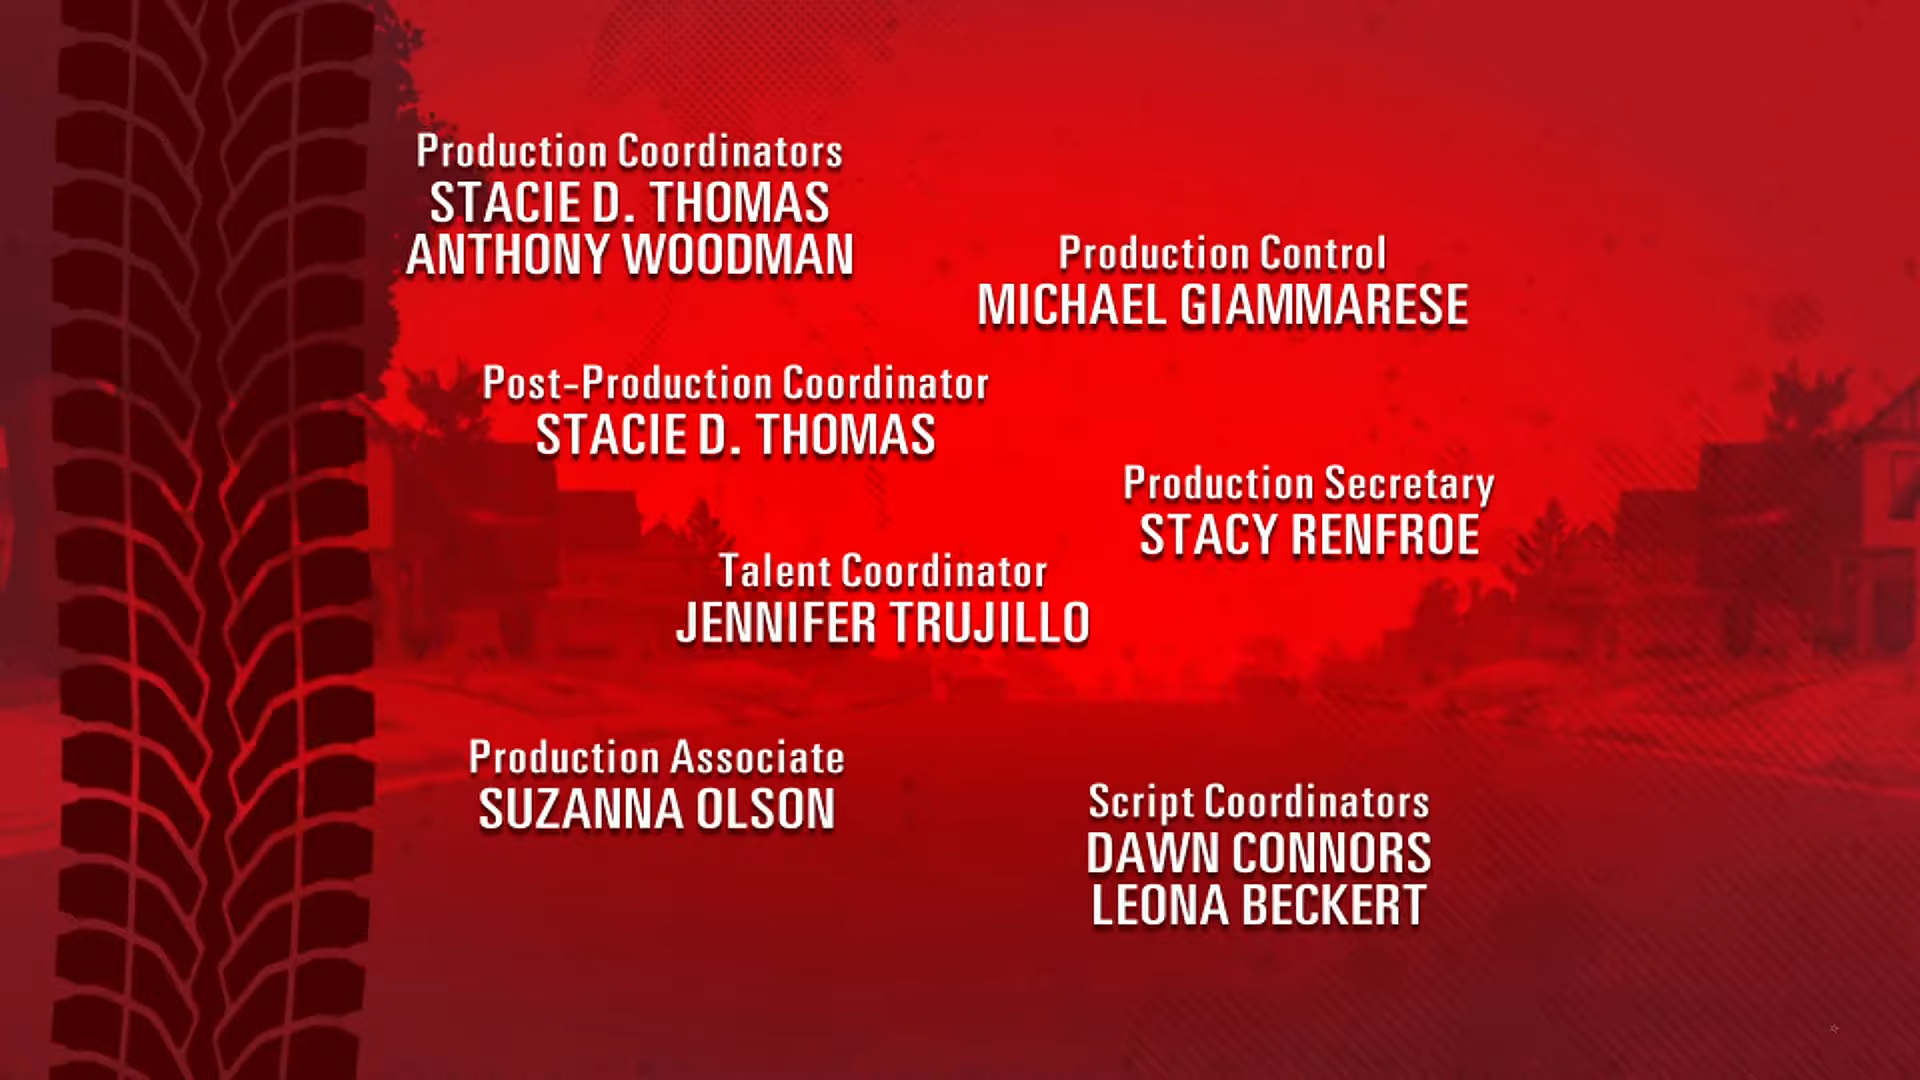 Production Coordinators
STACIE D. THOMAS
ANTHONY WOODMAN
Production Control
MICHAEL GIAMMARESE
Post-Production Coordinator
STACIE D. THOMAS
Production Secretary
STACY RENFROE
Talent Coordinator
JENNIFER TRUJILLO
Production Associate
SUZANNA OLSON
Script Coordinators
DAWN CONNORS
LEONA BECKERT